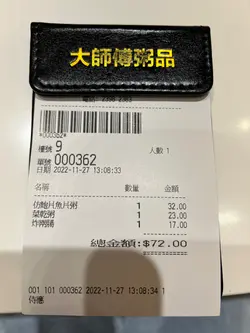 大師傅粥品
*000362*
檯號 9 人數 1
單號 000362
日期 2022-11-27 13:08:33
名稱 數量 金額
仿鮑片魚片粥 1 32.00
菜乾粥 1 23.00
炸兩腸 1 17.00
總金額:$72.00
001 101 000362 2022-11-27 13:08:34 1
侍應